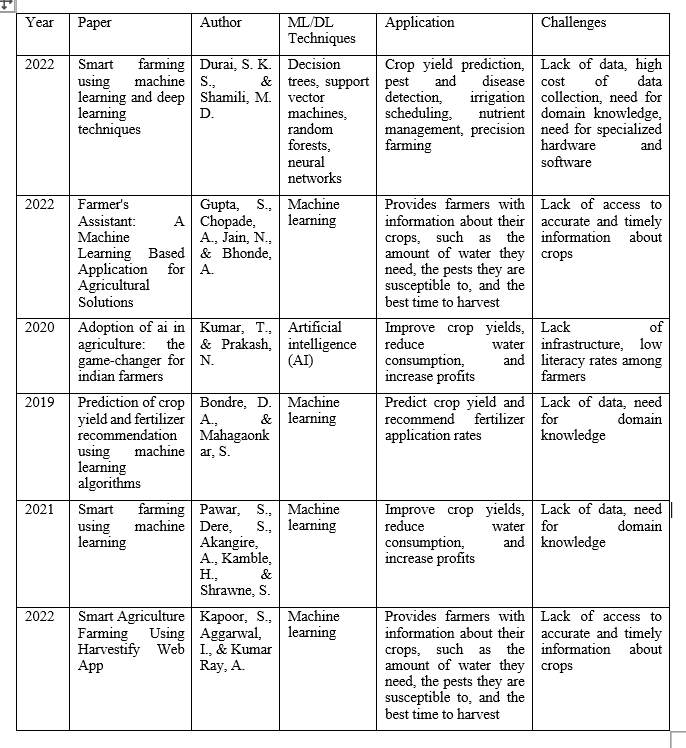 Year Paper Author ML/DL Techniques Application Challenges
2022 Smart farming using machine learning and deep learning techniques Durai, S. K. S., & Shamili, M. D. Decision trees, support vector machines, random forests, neural networks Crop yield prediction, pest and disease detection, irrigation scheduling, nutrient management, precision farming Lack of data, high cost of data collection, need for domain knowledge, need for specialized hardware and software
2022 Farmer's Assistant: A Machine Learning Based Application for Agricultural Solutions Gupta, S., Chopade, A., Jain, N., & Bhonde, A. Machine learning Provides farmers with information about their crops, such as the amount of water they need, the pests they are susceptible to, and the best time to harvest Lack of access to accurate and timely information about crops
2020 Adoption of ai in agriculture: the game-changer for indian farmers Kumar, T., & Prakash, N. Artificial intelligence (AI) Improve crop yields, reduce water consumption, and increase profits Lack of infrastructure, low literacy rates among farmers
2019 Prediction of crop yield and fertilizer recommendation using machine learning algorithms Bondre, D. A., & Mahagaonkar, S. Machine learning Predict crop yield and recommend fertilizer application rates Lack of data, need for domain knowledge
2021 Smart farming using machine learning Pawar, S., Dere, S., Akangire, A., Kamble, H., & Shrawne, S. Machine learning Improve crop yields, reduce water consumption, and increase profits Lack of data, need for domain knowledge
2022 Smart Agriculture Farming Using Harvestify Web App Kapoor, S., Aggarwal, I., & Kumar Ray, A. Machine learning Provides farmers with information about their crops, such as the amount of water they need, the pests they are susceptible to, and the best time to harvest Lack of access to accurate and timely information about crops